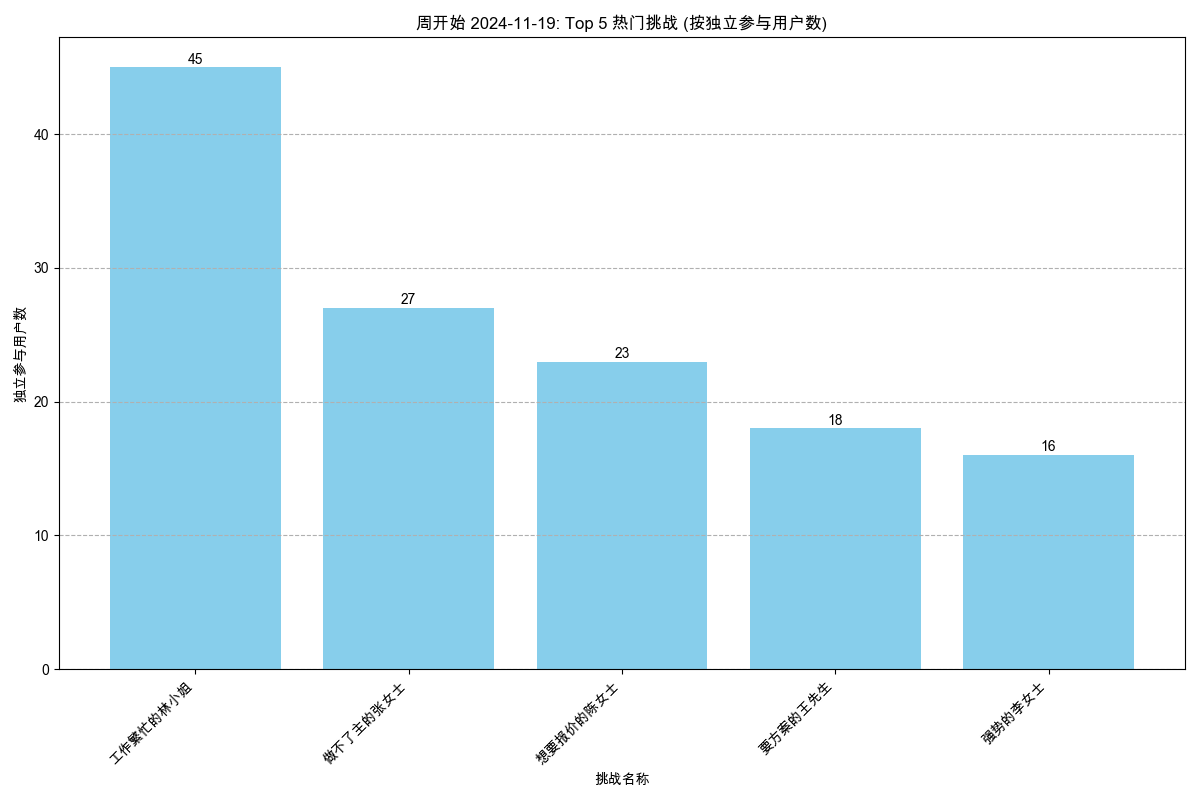 周开始 2024-11-19: Top 5 热门挑战 (按独立参与用户数)
45
27
23
18
16
40
30
20
10
0
独立参与用户数
工作繁忙的林小姐
做不了主的张女士
想要报价的陈女士
要方案的王先生
强势的李女士
挑战名称